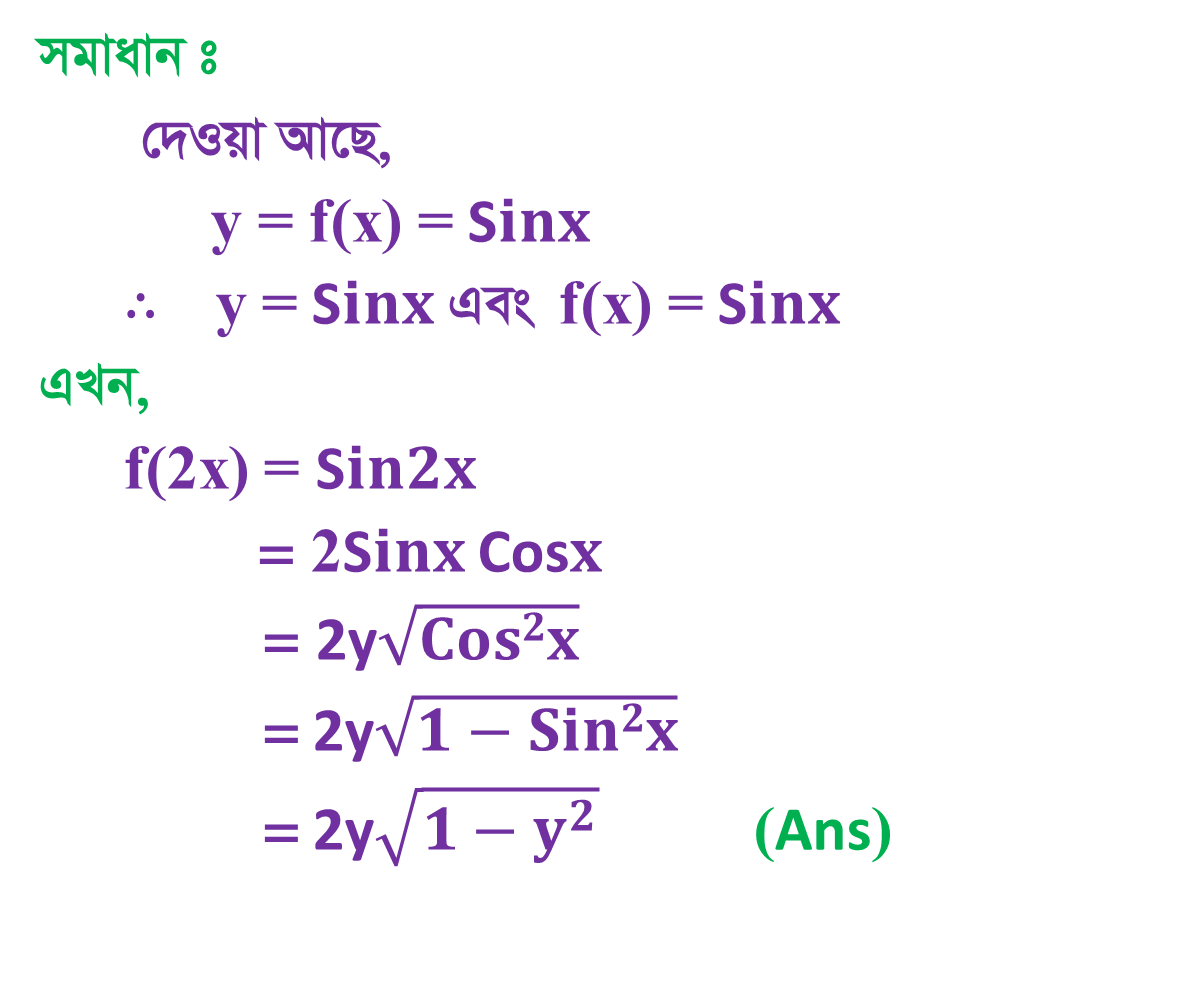 সমাধান ঃ
দেওয়া আছে,
y = f(x) = Sinx
∴ y = Sinx এবং f(x) = Sinx
এখন,
f(2x) = Sin2x
= 2Sinx Cosx
= 2y√Cos²x
= 2y√1 − Sin²x
= 2y√1 − y² (Ans)